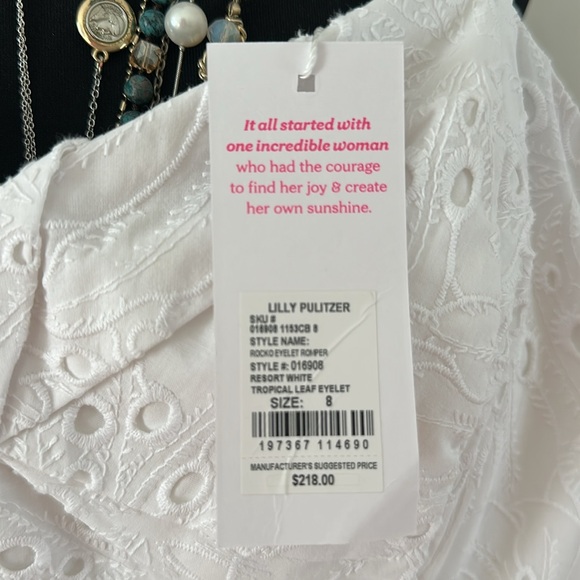 It all started with
one incredible woman
who had the courage
to find her joy & create
her own sunshine.
LILLY PULITZER
SKU #
016908 1153CB 8
STYLE NAME:
ROCKO EYELET ROMPER
STYLE #: 016908
RESORT WHITE
TROPICAL LEAF EYELET
SIZE: 8
197367 114690
MANUFACTURER'S SUGGESTED PRICE
$218.00